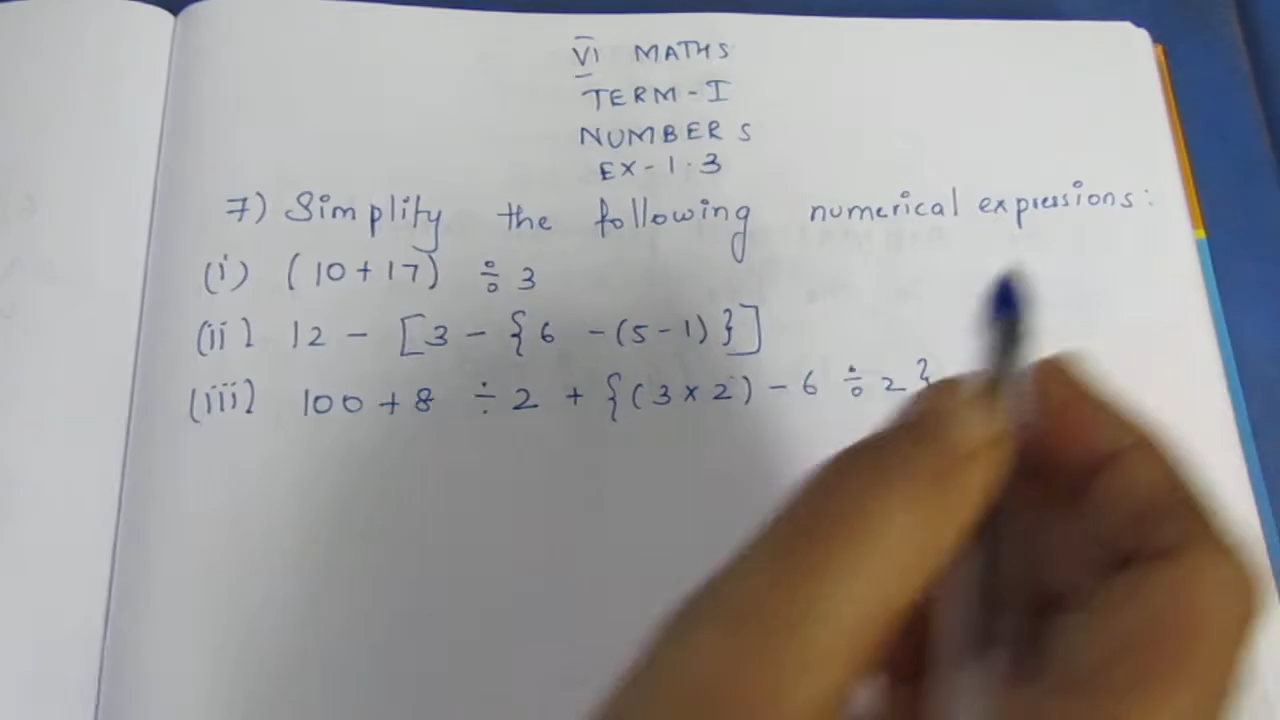 VI MATHS
TERM - I
NUMBERS
EX - 1.3
7) Simplify the following numerical expressions:
(i) (10 + 17) ÷ 3
(ii) 12 - [3 - {6 - (5 - 1)}]
(iii) 100 + 8 ÷ 2 + {(3 × 2) - 6 ÷ 2}